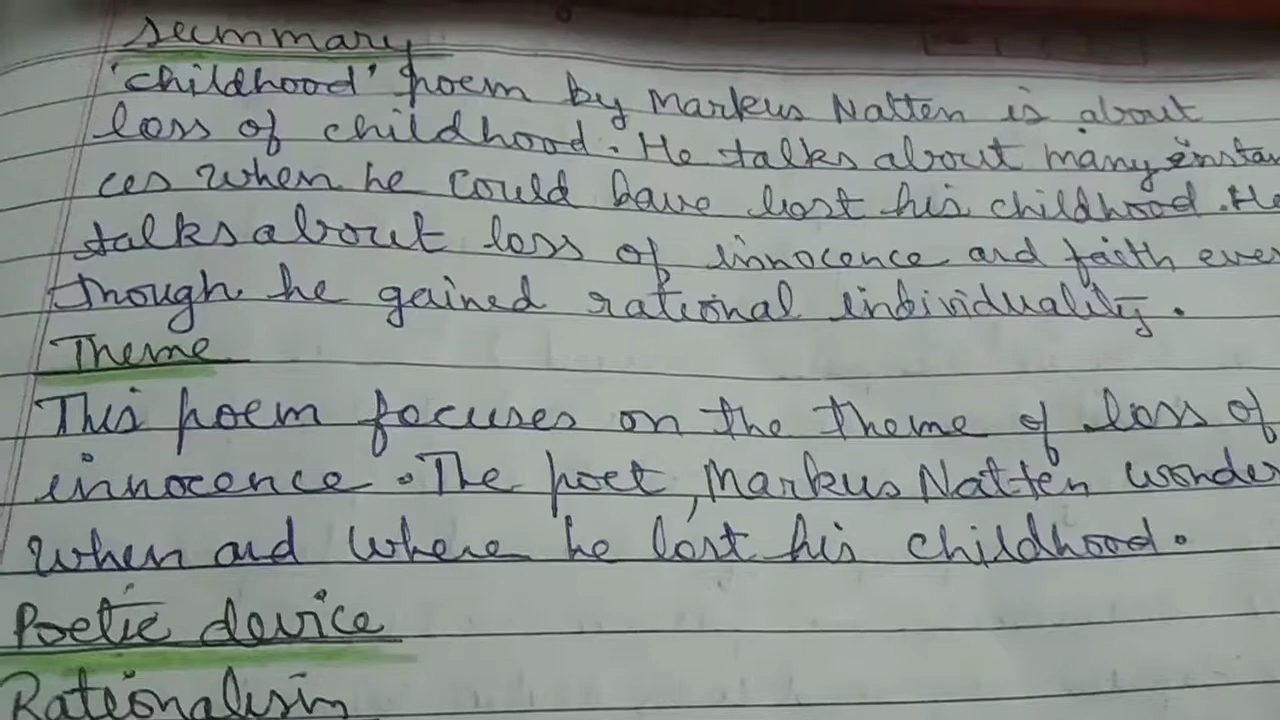 Summary
'childhood' poem by Markus Natten is about
loss of childhood. He talks about many instan
ces when he could have lost his childhood. He
talks about loss of innocence and faith even
though he gained rational individuality.
Theme
This poem focuses on the theme of loss of
innocence. The poet, Markus Natten wonder
when and where he lost his childhood.
Poetic device
Rationalism